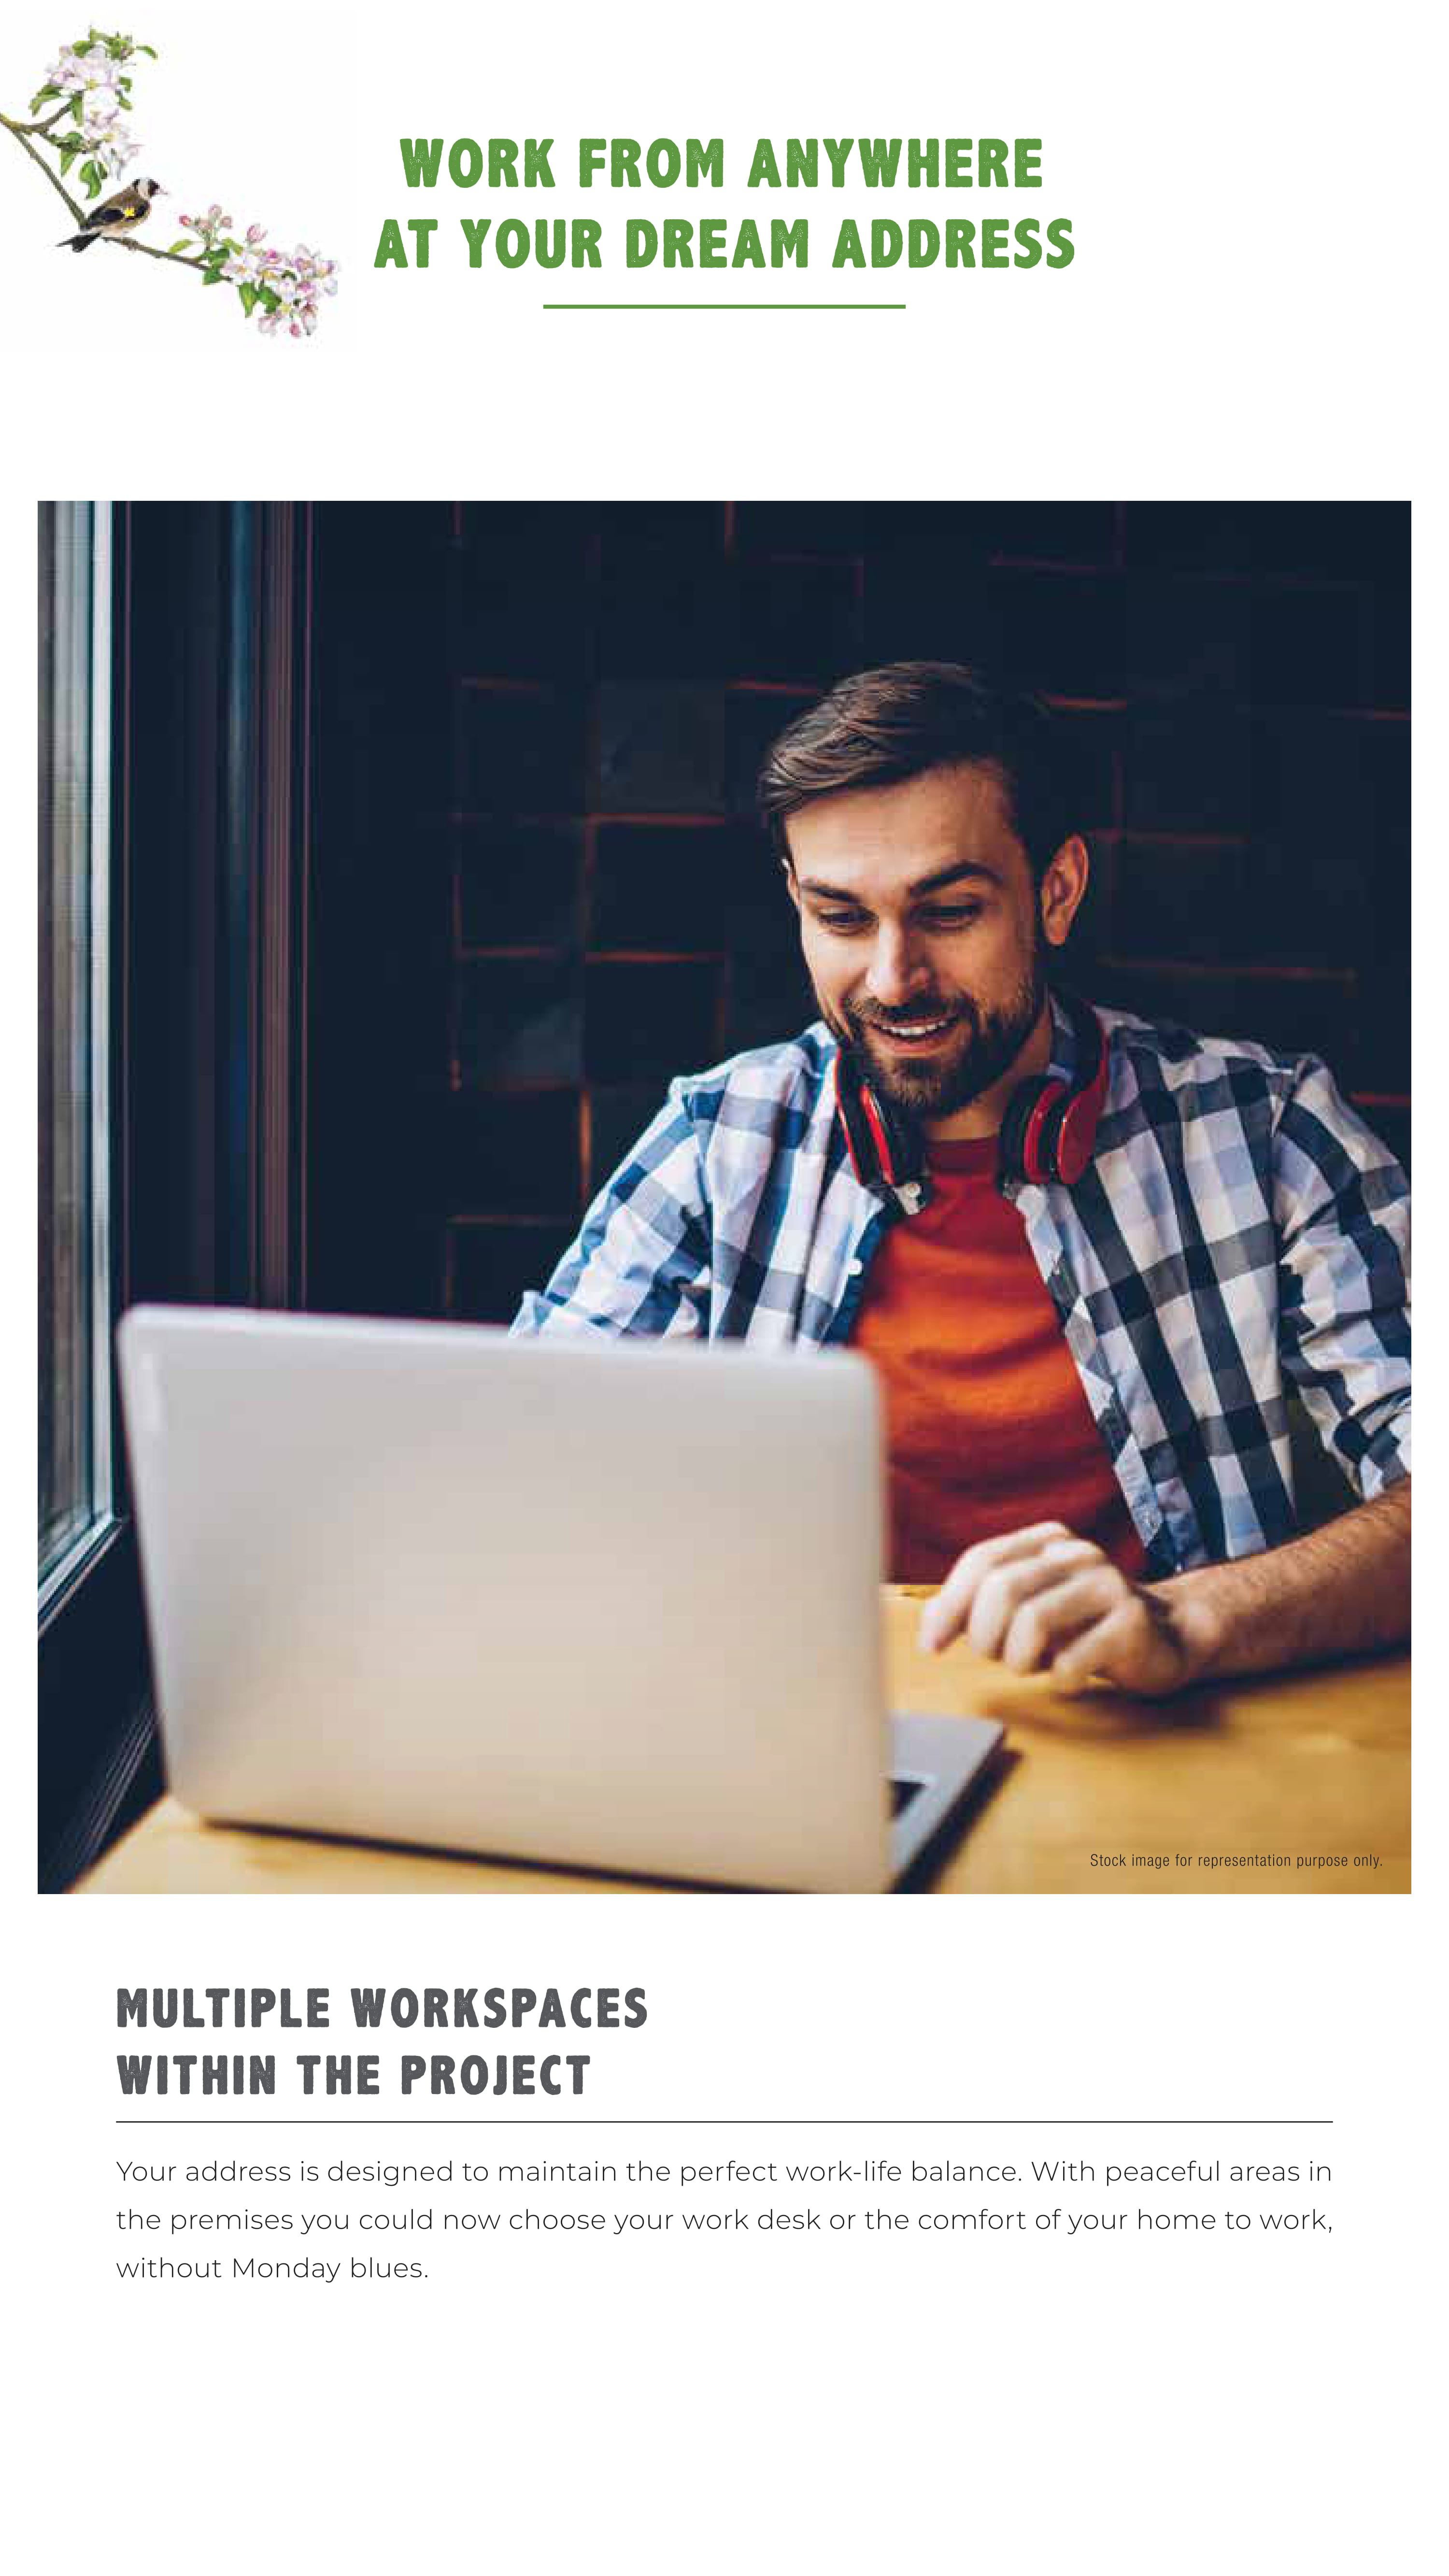 WORK FROM ANYWHERE
AT YOUR DREAM ADDRESS
Stock image for representation purpose only.
MULTIPLE WORKSPACES
WITHIN THE PROJECT
Your address is designed to maintain the perfect work-life balance. With peaceful areas in
the premises you could now choose your work desk or the comfort of your home to work,
without Monday blues.